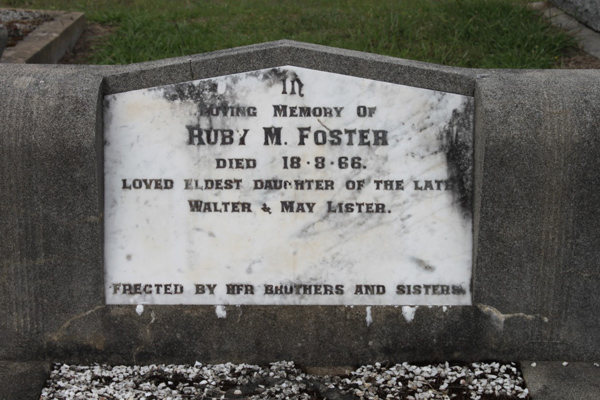 In
Loving Memory Of
Ruby M. Foster
Died 18·8·66.
Loved Eldest Daughter of the Late
Walter & May Lister.
Erected by Her Brothers and Sisters.